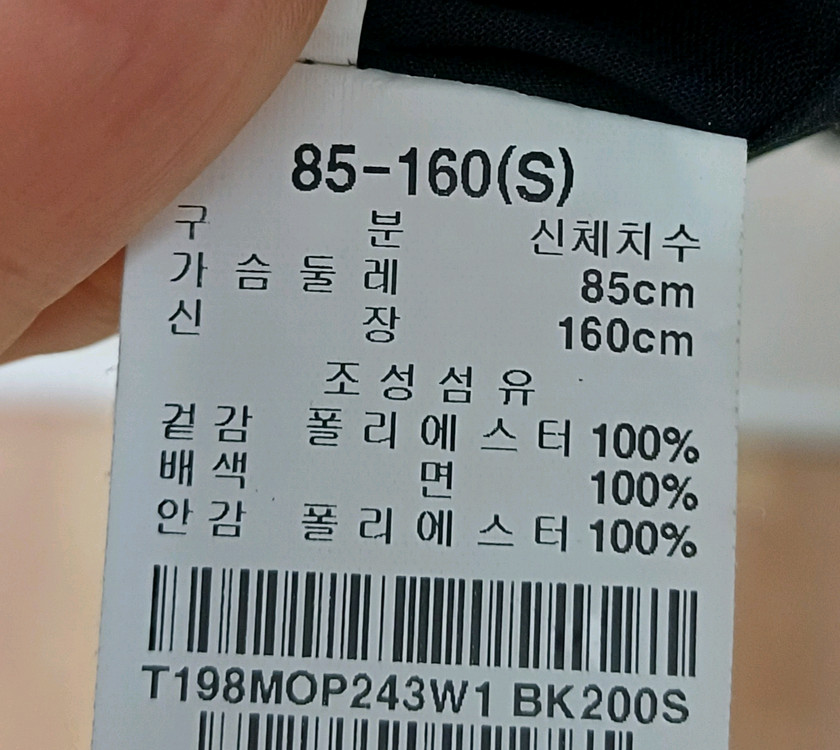 85-160(S)
구 분 신체치수
가 슴 둘 레 85cm
신 장 160cm
조 성 섬 유
겉 감 폴 리 에 스 터 100%
배 색 면 100%
안 감 폴 리 에 스 터 100%
T198MOP243W1 BK200S